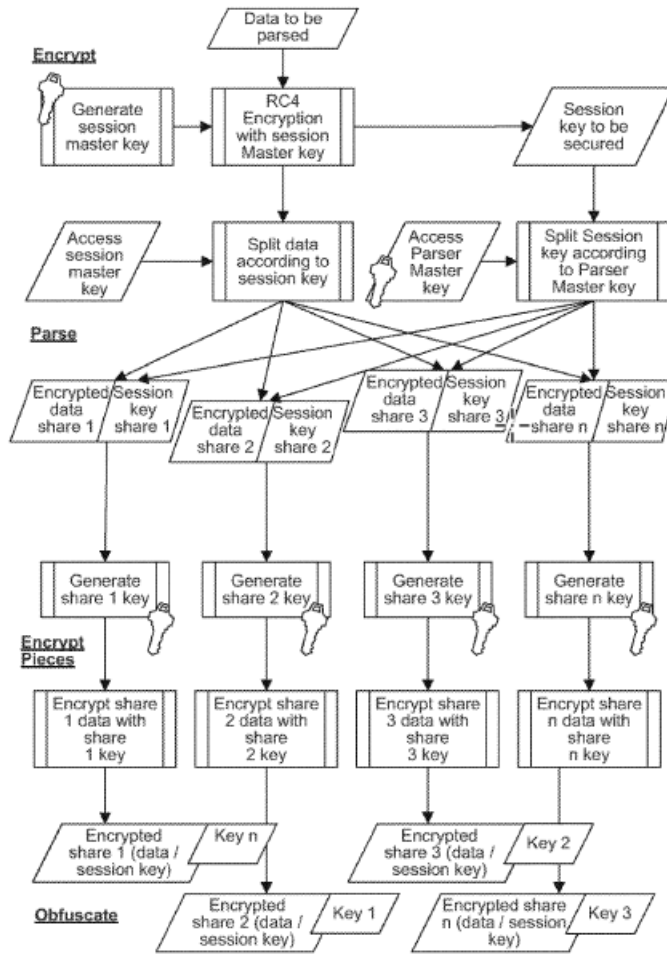 Data to be
parsed
Encrypt
Generate
session
master key
RC4
Encryption
with session
Master key
Session
key to be
secured
Access
session
master
key
Split data
according to
session key
Access
Parser
Master
key
Split Session
key according
to Parser
Master key
Parse
Encrypted
data
share 1
Session
key
share 1
Encrypted
data
share 2
Session
key
share 2
Encrypted
data
share 3
Session
key
share 3
Encrypted
data
share n
Session
key
share n
Generate
share 1 key
Generate
share 2 key
Generate
share 3 key
Generate
share n key
Encrypt
Pieces
Encrypt share
1 data with
share
1 key
Encrypt share
2 data with
share
2 key
Encrypt share
3 data with
share
3 key
Encrypt share
n data with
share
n key
Encrypted
share 1 (data /
session key)
Key n
Encrypted
share 3 (data /
session key)
Key 2
Obfuscate
Encrypted
share 2 (data /
session key)
Key 1
Encrypted share
n (data / session
key)
Key 3